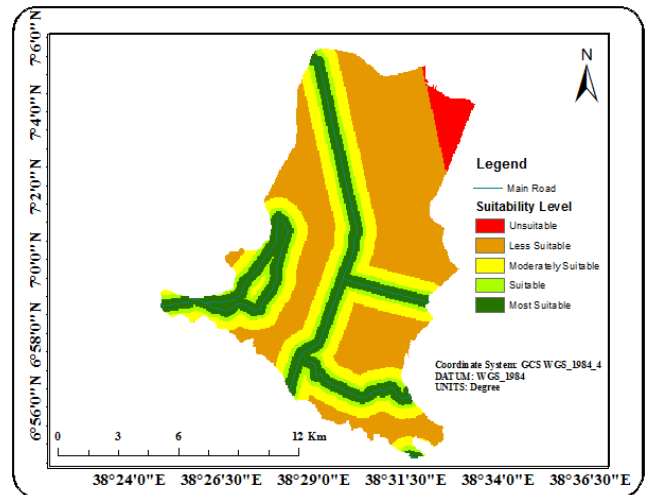 7°6'0"N
7°4'0"N
7°2'0"N
7°0'0"N
6°58'0"N
6°56'0"N
N
Legend
Main Road
Suitability Level
Unsuitable
Less Suitable
Moderately Suitable
Suitable
Most Suitable
Coordinate System: GCS WGS_1984_4
DATUM: WGS_1984
UNITS: Degree
0 3 6 12 Km
38°24'0"E 38°26'30"E 38°29'0"E 38°31'30"E 38°34'0"E 38°36'30"E